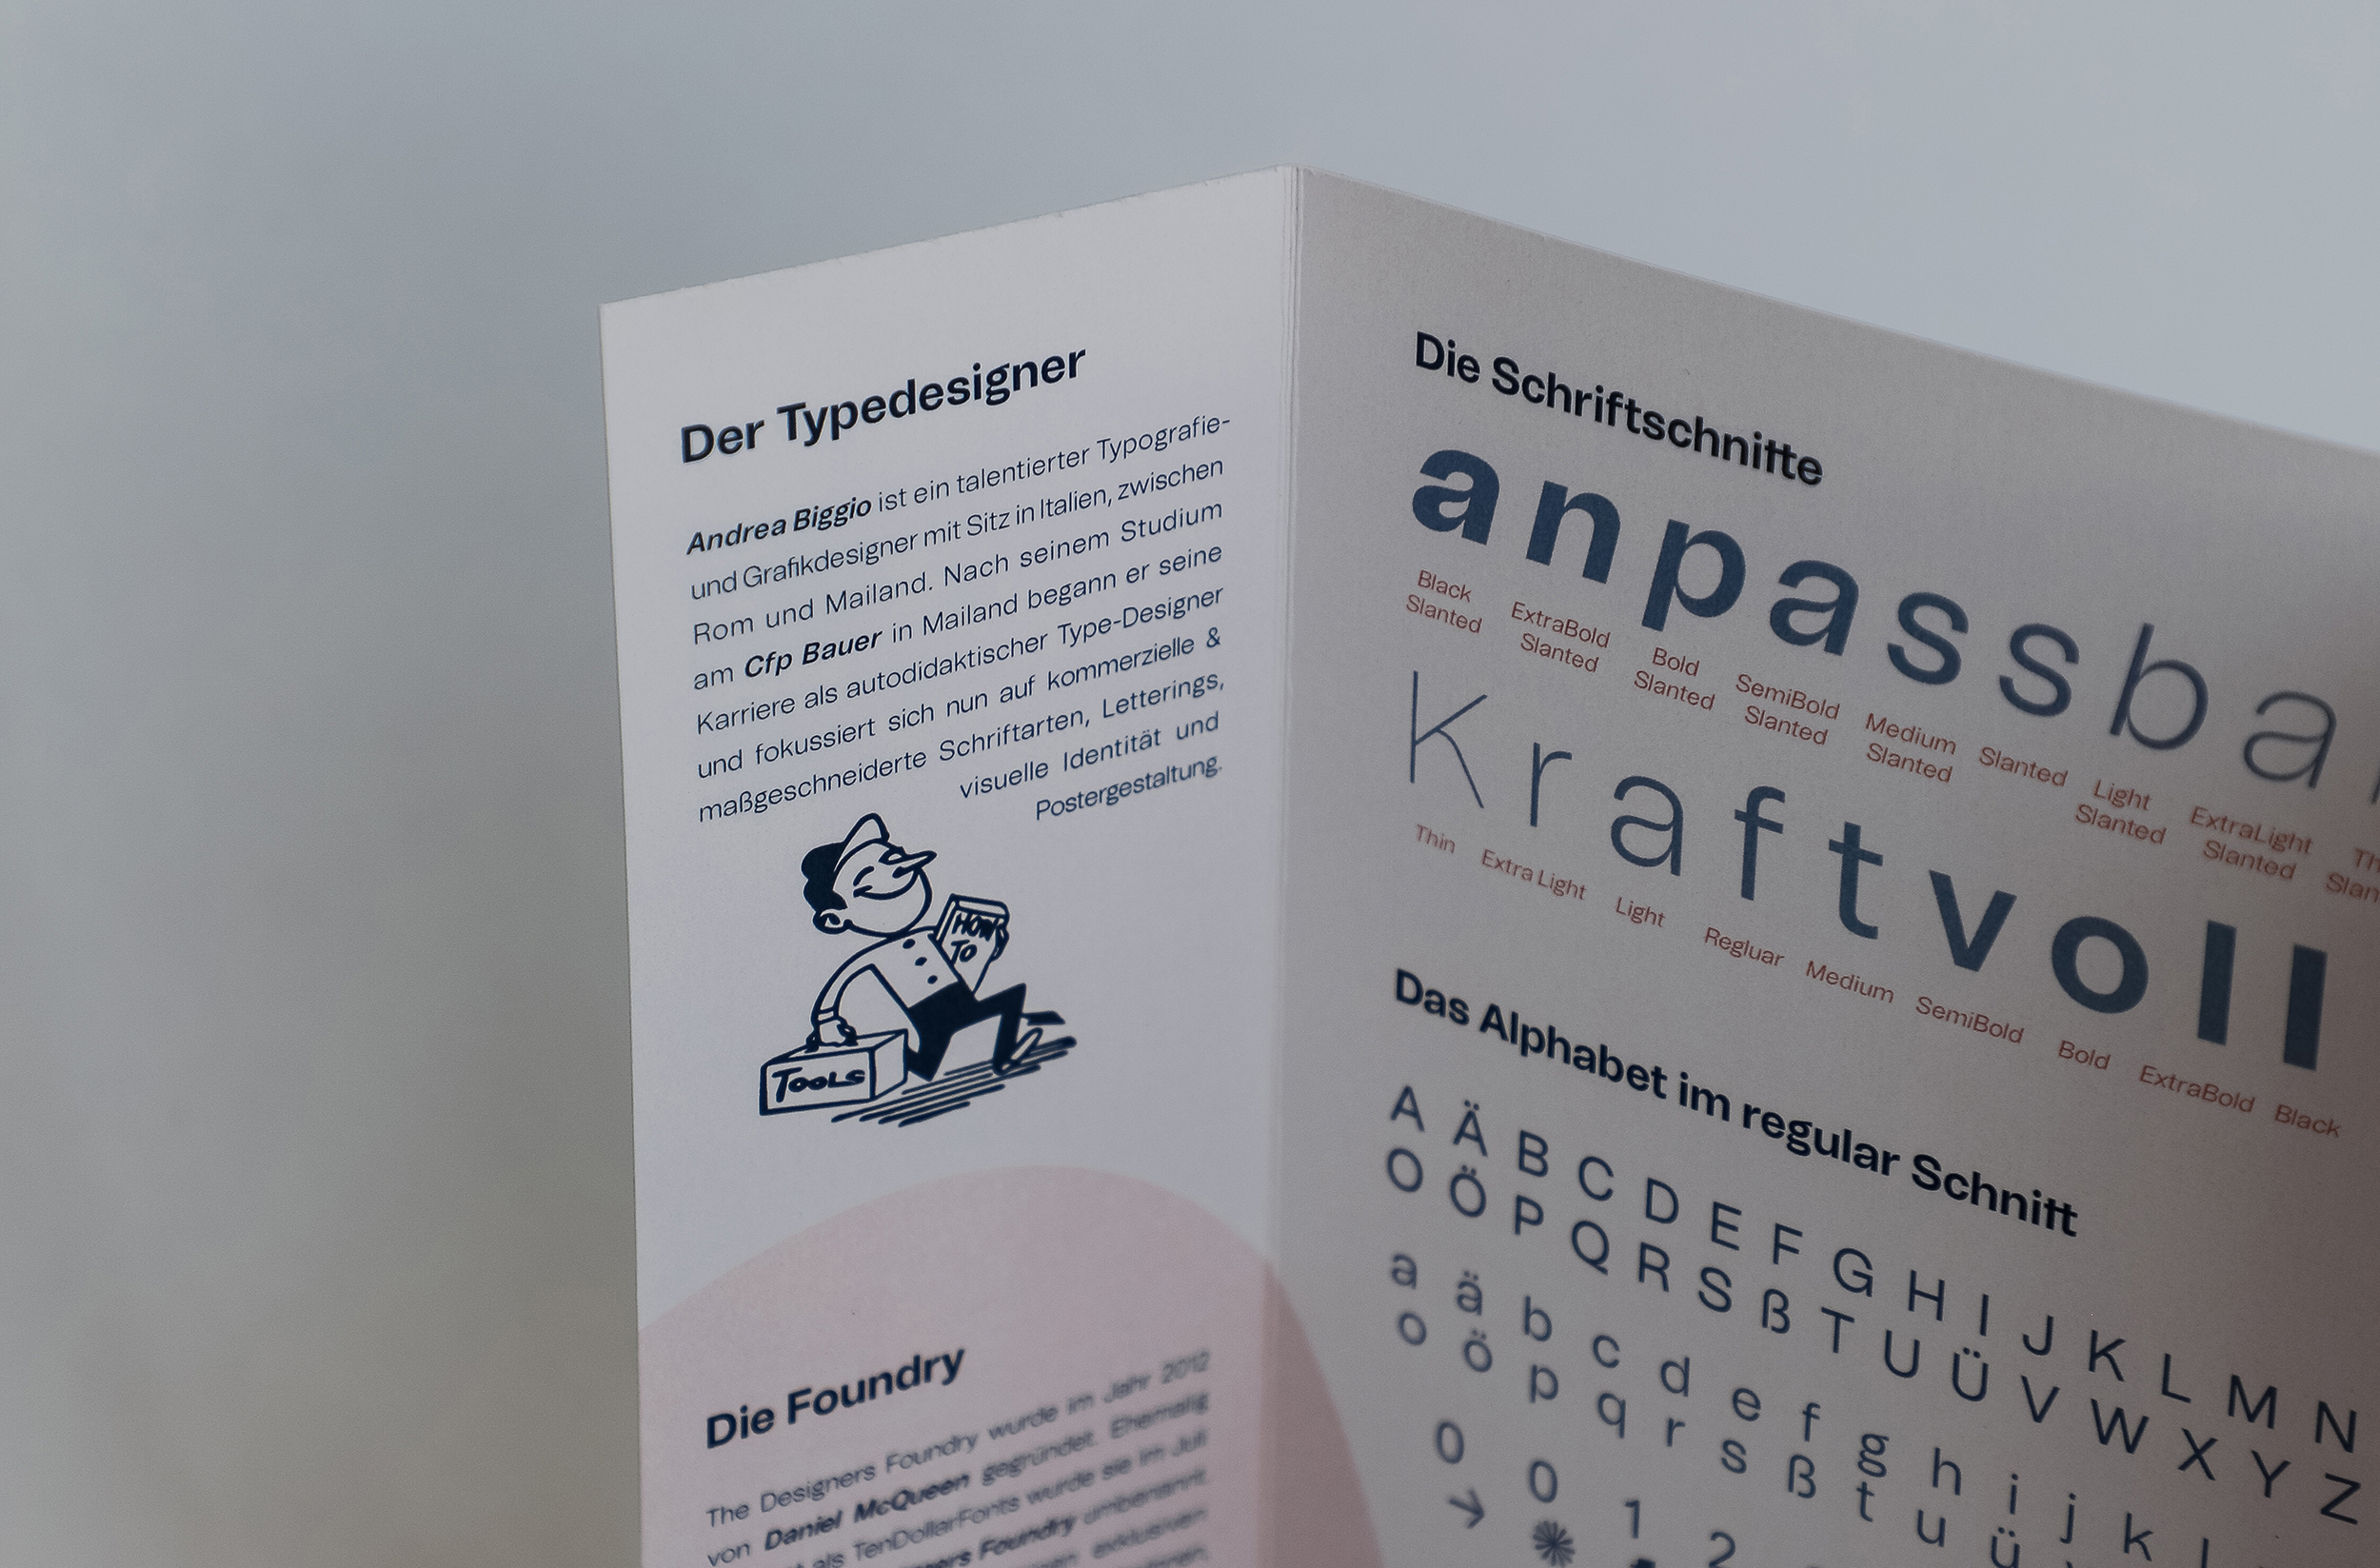 Der Typedesigner
Andrea Biggio ist ein talentierter Typografie-
und Grafikdesigner mit Sitz in Italien, zwischen
Rom und Mailand. Nach seinem Studium
am Cfp Bauer in Mailand begann er seine
Karriere als autodidaktischer Type-Designer
und fokussiert sich nun auf kommerzielle &
maßgeschneiderte Schriftarten, Letterings,
visuelle Identität und
Postergestaltung.
HOW
TO
TOOLS
Die Foundry
The Designers Foundry wurde im Jahr 2012
von Daniel McQueen gegründet. Ehemalig
als TenDollarFonts wurde sie im Juli
Foundry umbenannt.
exklusiven
Die Schriftschnitte
anpassba
Black Slanted ExtraBold Slanted Bold Slanted SemiBold Slanted Medium Slanted Slanted Light Slanted ExtraLight Slanted
Kraftvoll
Thin Extra Light Light Regluar Medium SemiBold Bold ExtraBold Black
Das Alphabet im regular Schnitt
A Ä B C D E F G H I J K L M N
O Ö P Q R S ß T U Ü V W X Y Z
a ä b c d e f g h i j k l
o ö p q r s ß t u ü
0 0 1 2
→ ✺